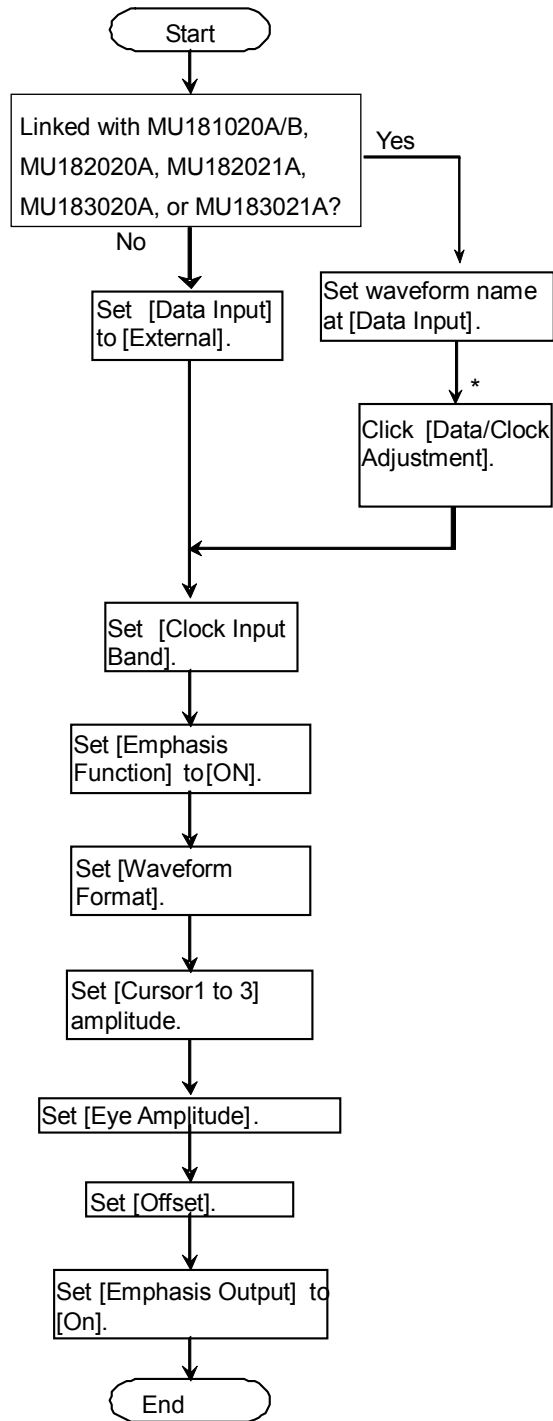 Start
Linked with MU181020A/B,
MU182020A, MU182021A,
MU183020A, or MU183021A?
Yes
No
Set [Data Input]
to [External].
Set waveform name
at [Data Input].
*
Click [Data/Clock
Adjustment].
Set [Clock Input
Band].
Set [Emphasis
Function] to [ON].
Set [Waveform
Format].
Set [Cursor1 to 3]
amplitude.
Set [Eye Amplitude].
Set [Offset].
Set [Emphasis Output] to
[On].
End